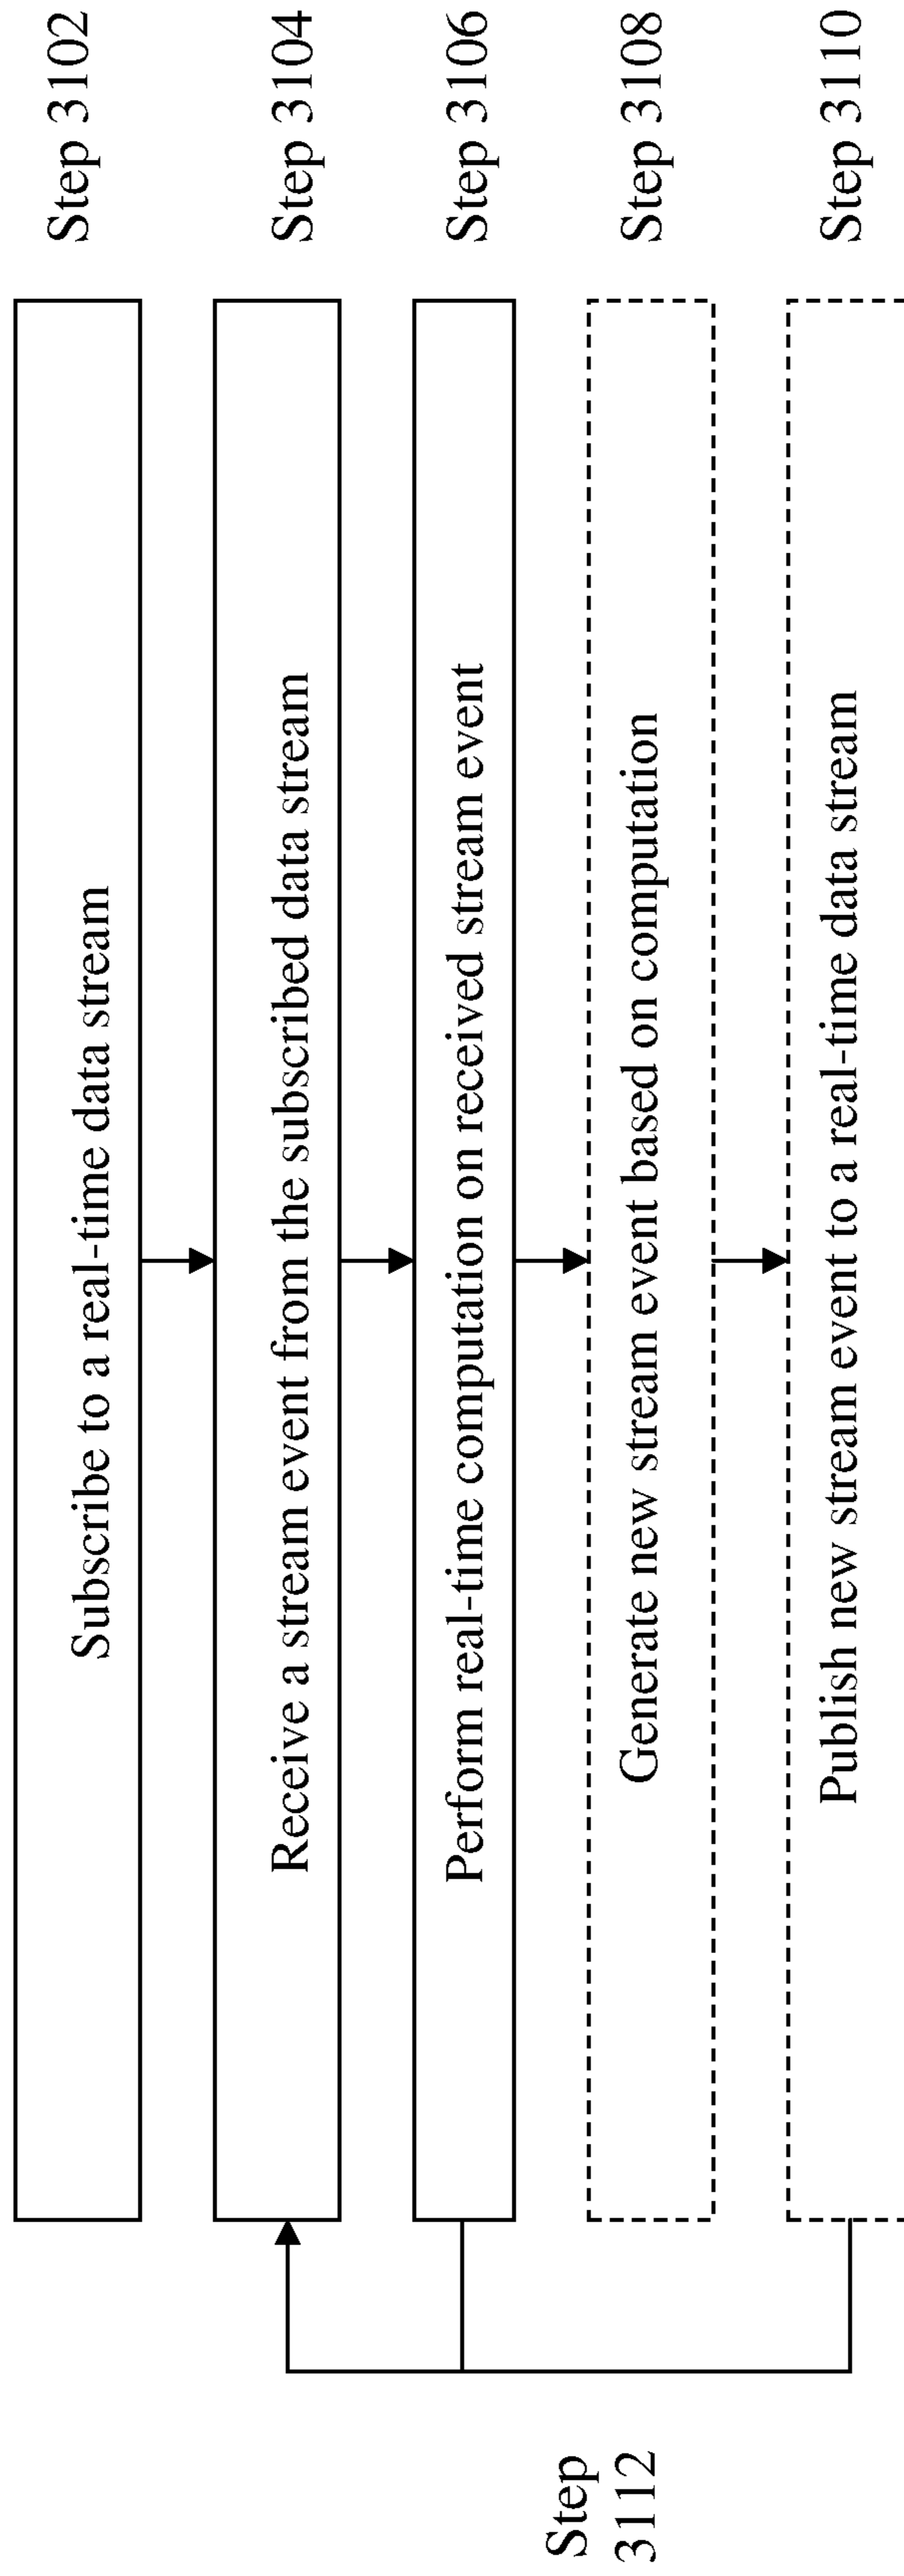 Subscribe to a real-time data stream
Step 3102
Receive a stream event from the subscribed data stream
Step 3104
Perform real-time computation on received stream event
Step 3106
Generate new stream event based on computation
Step 3108
Publish new stream event to a real-time data stream
Step 3110
Step
3112